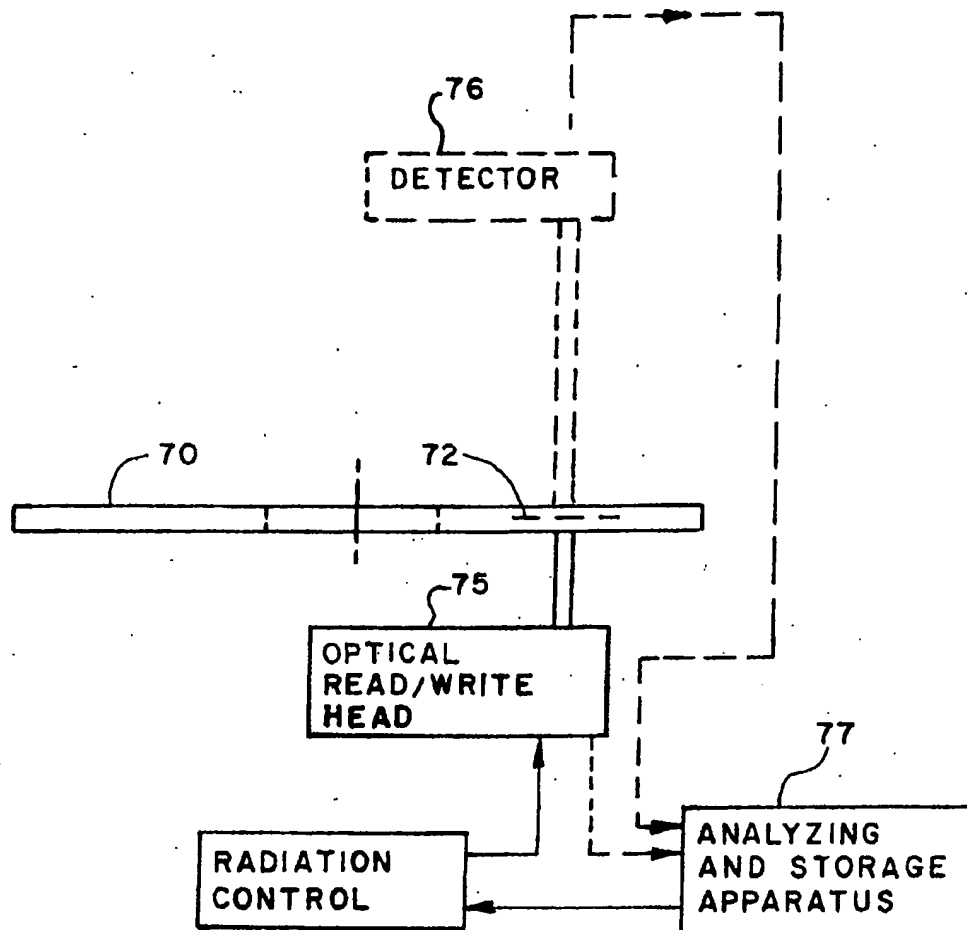 76
DETECTOR
70
72
75
OPTICAL
READ/WRITE
HEAD
77
RADIATION
CONTROL
ANALYZING
AND STORAGE
APPARATUS